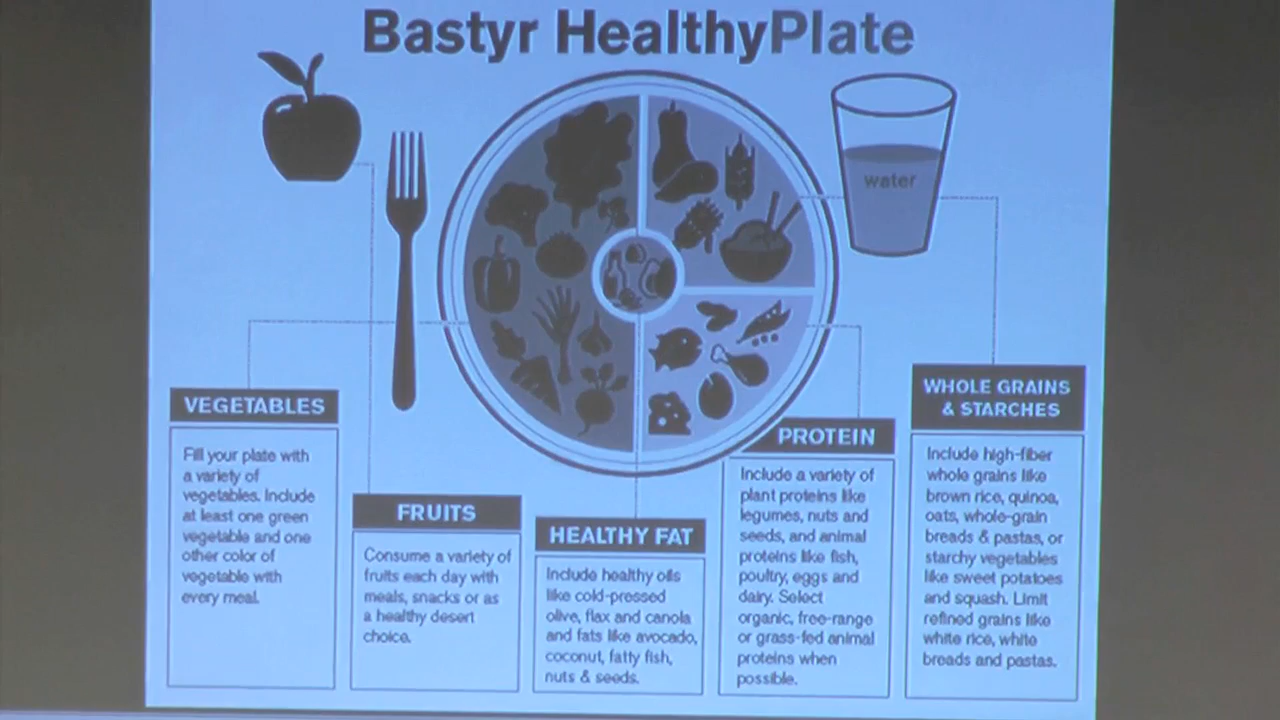 Bastyr HealthyPlate
water
VEGETABLES
Fill your plate with
a variety of
vegetables. Include
at least one green
vegetable and one
other color of
vegetable with
every meal.
FRUITS
Consume a variety of
fruits each day with
meals, snacks or as
a healthy desert
choice.
HEALTHY FAT
Include healthy oils
like cold-pressed
olive, flax and canola
and fats like avocado,
coconut, fatty fish,
nuts & seeds.
PROTEIN
Include a variety of
plant proteins like
legumes, nuts and
seeds, and animal
proteins like fish,
poultry, eggs and
dairy. Select
organic, free-range
or grass-fed animal
proteins when
possible.
WHOLE GRAINS
& STARCHES
Include high-fiber
whole grains like
brown rice, quinoa,
oats, whole-grain
breads & pastas, or
starchy vegetables
like sweet potatoes
and squash. Limit
refined grains like
white rice, white
breads and pastas.